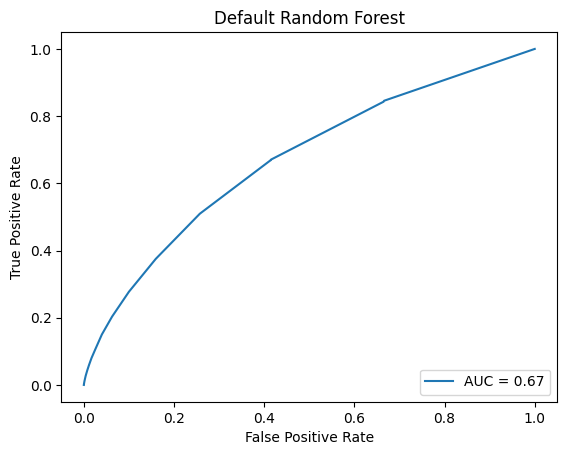 Default Random Forest
1.0
0.8
0.6
0.4
0.2
0.0
True Positive Rate
0.0 0.2 0.4 0.6 0.8 1.0
False Positive Rate
AUC = 0.67